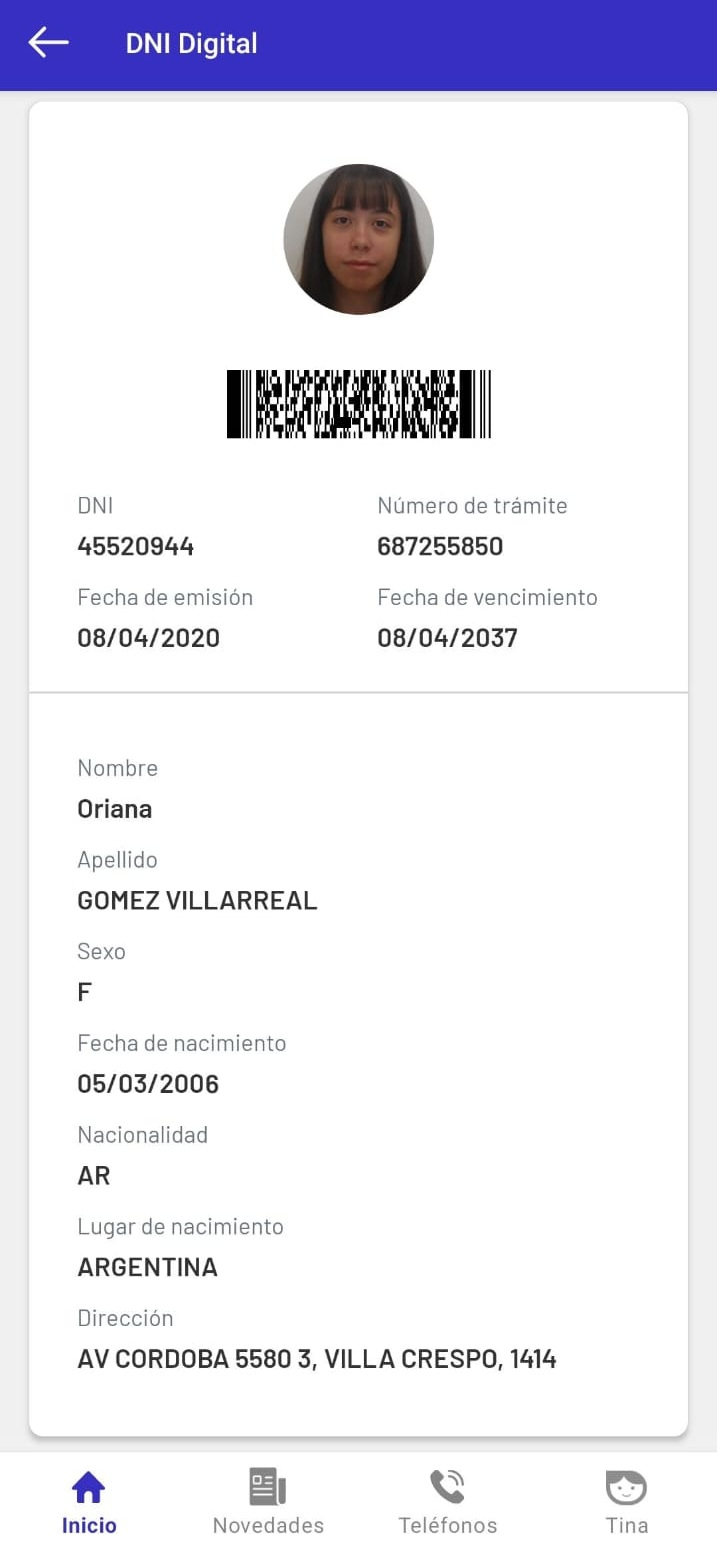 DNI Digital
DNI
Número de trámite
45520944
687255850
Fecha de emisión
Fecha de vencimiento
08/04/2020
08/04/2037
Nombre
Oriana
Apellido
GOMEZ VILLARREAL
Sexo
F
Fecha de nacimiento
05/03/2006
Nacionalidad
AR
Lugar de nacimiento
ARGENTINA
Dirección
AV CORDOBA 5580 3, VILLA CRESPO, 1414
Inicio
Novedades
Teléfonos
Tina